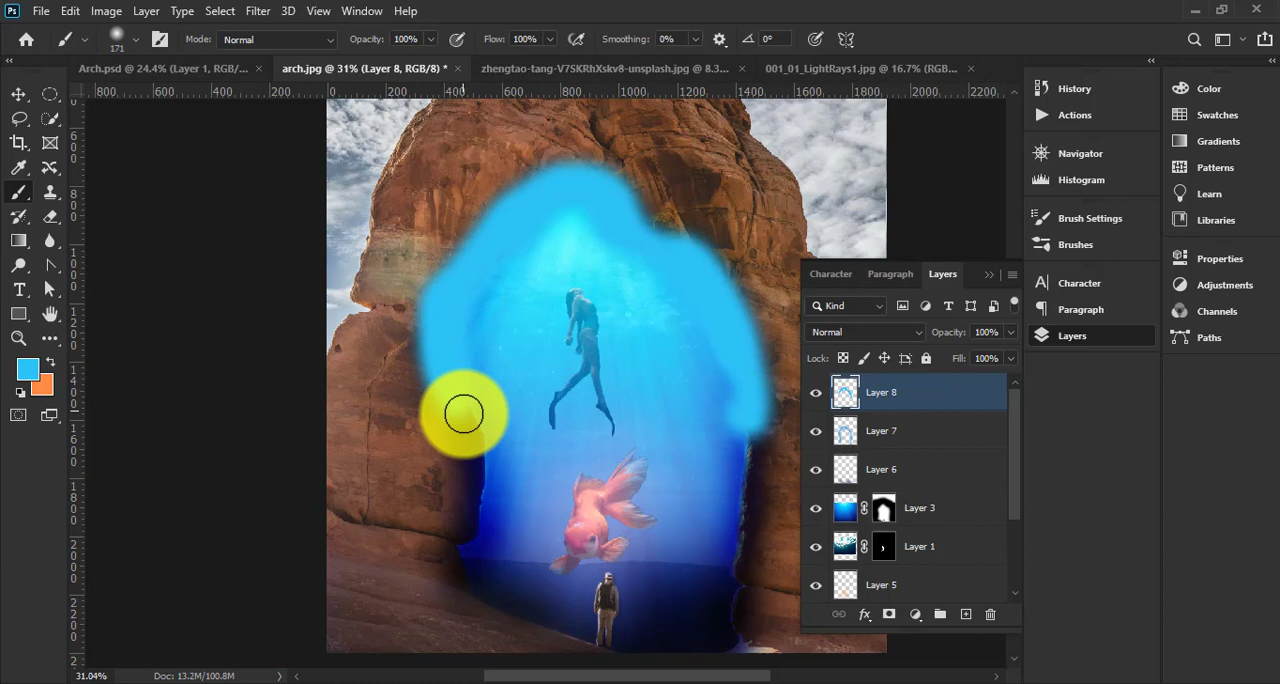 Ps File Edit Image Layer Type Select Filter 3D View Window Help
171 Mode: Normal Opacity: 100% Flow: 100% Smoothing: 0% 0°
Arch.psd @ 24.4% (Layer 1, RGB/... × arch.jpg @ 31% (Layer 8, RGB/8) * × zhengtao-tang-V7SKRhXskv8-unsplash.jpg @ 8.3... × 001_01_LightRays1.jpg @ 16.7% (RGB... ×
800 600 400 200 0 200 400 600 800 1000 1200 1400 1600 1800 2000 2200
History
Actions
Navigator
Histogram
Brush Settings
Brushes
Character
Paragraph
Layers
Color
Swatches
Gradients
Patterns
Learn
Libraries
Properties
Adjustments
Channels
Paths
Character Paragraph Layers
Kind
Normal Opacity: 100%
Lock: Fill: 100%
Layer 8
Layer 7
Layer 6
Layer 3
Layer 1
Layer 5
fx
31.04% Doc: 13.2M/100.8M